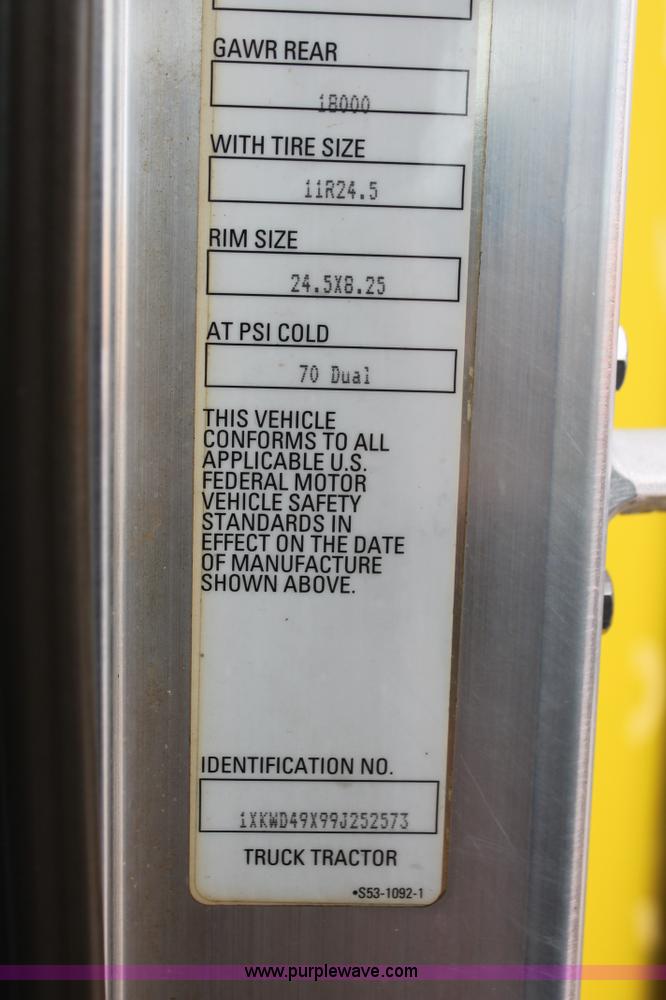 GAWR REAR
18000
WITH TIRE SIZE
11R24.5
RIM SIZE
24.5X8.25
AT PSI COLD
70 Dual
THIS VEHICLE
CONFORMS TO ALL
APPLICABLE U.S.
FEDERAL MOTOR
VEHICLE SAFETY
STANDARDS IN
EFFECT ON THE DATE
OF MANUFACTURE
SHOWN ABOVE.
IDENTIFICATION NO.
1XKWD49X99J252573
TRUCK TRACTOR
•S53-1092-1
www.purplewave.com